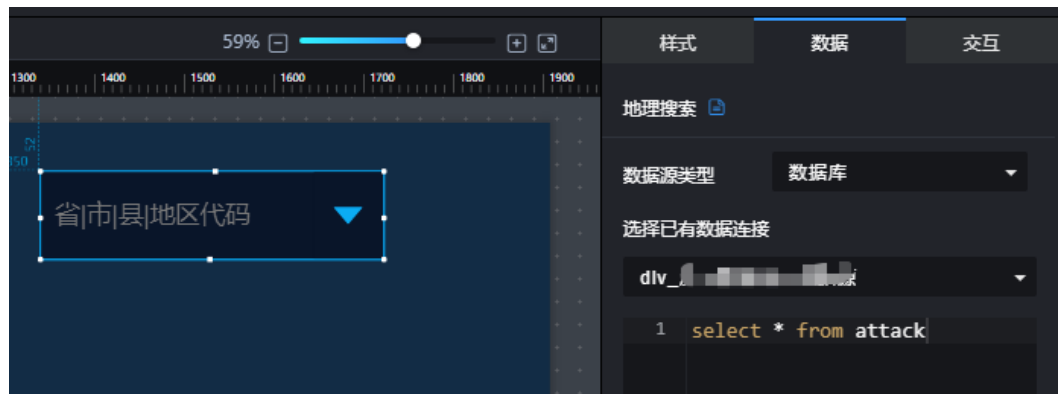 59%
样式 数据 交互
1300 1400 1500 1600 1700 1800 1900
地理搜索
52
350
数据源类型 数据库
省|市|县|地区代码
选择已有数据连接
dlv_
1 select * from attack